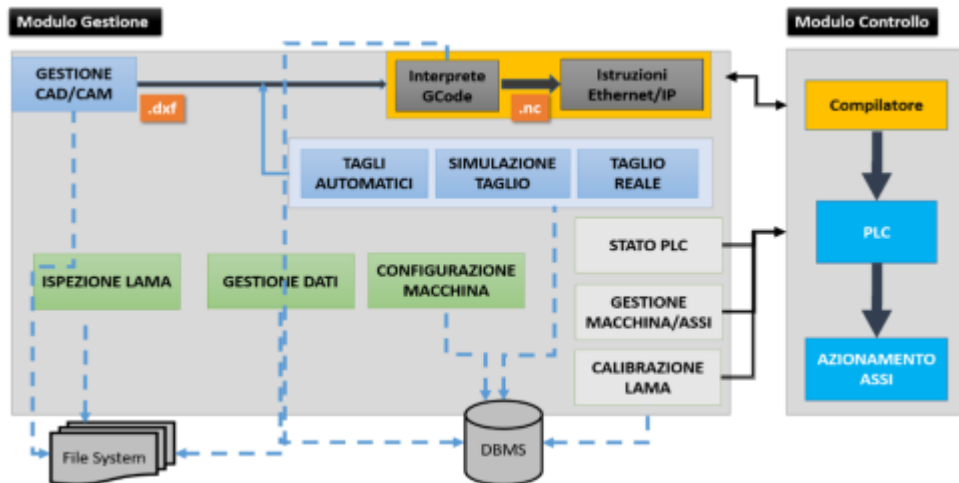 Modulo Gestione
Modulo Controllo
GESTIONE
CAD/CAM
.dxf
Interprete
GCode
.nc
Istruzioni
Ethernet/IP
Compilatore
TAGLI
AUTOMATICI
SIMULAZIONE
TAGLIO
TAGLIO
REALE
PLC
STATO PLC
ISPEZIONE LAMA
GESTIONE DATI
CONFIGURAZIONE
MACCHINA
GESTIONE
MACCHINA/ASSI
CALIBRAZIONE
LAMA
AZIONAMENTO
ASSI
File System
DBMS